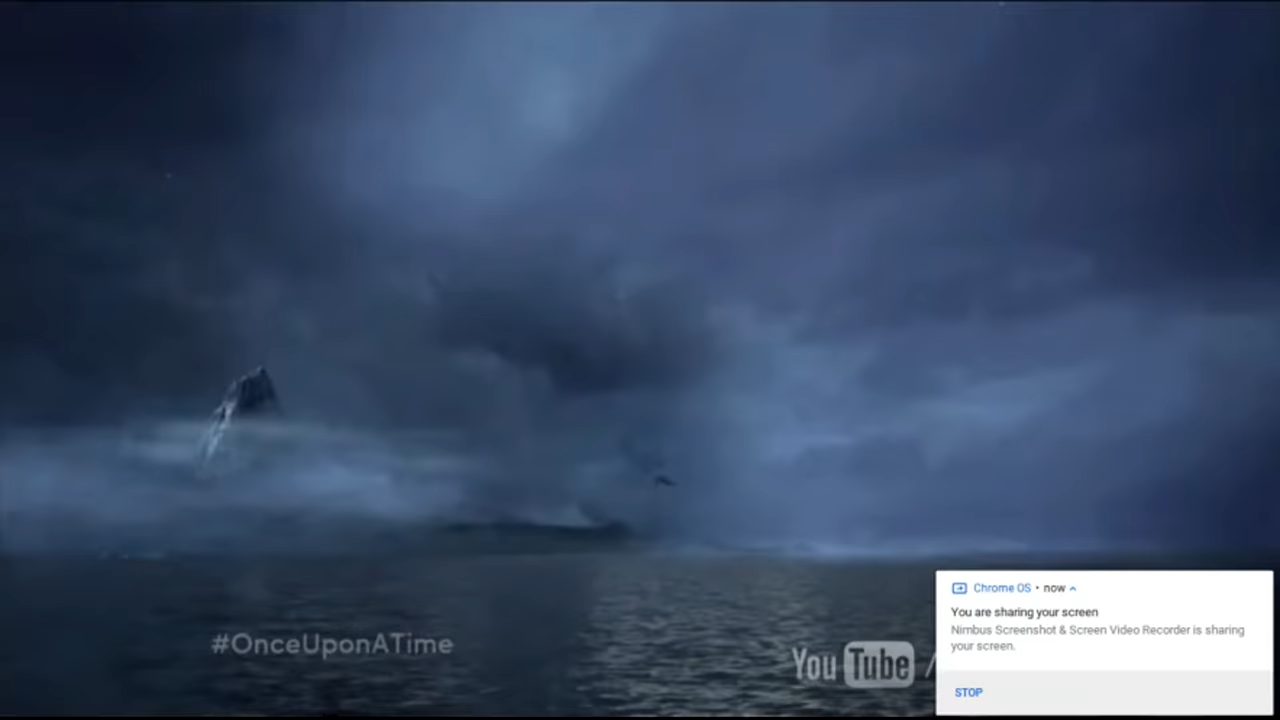 #OnceUponATime
YouTube /
Chrome OS • now
You are sharing your screen
Nimbus Screenshot & Screen Video Recorder is sharing
your screen.
STOP